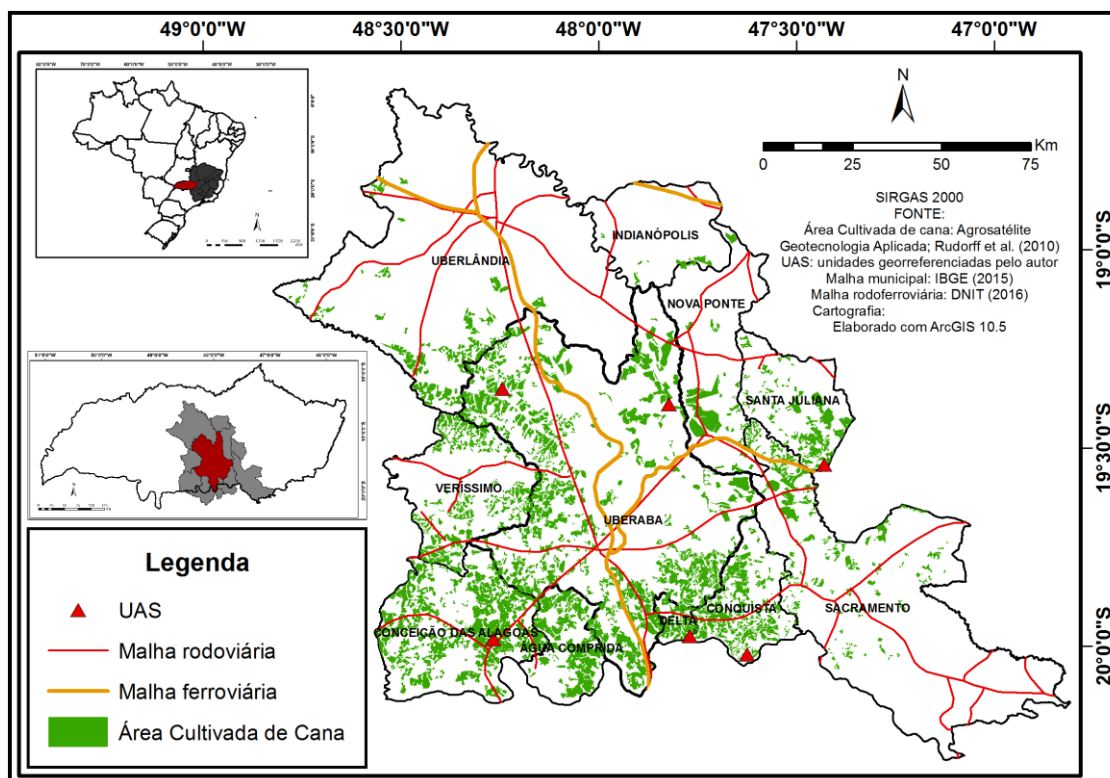 49°0'0"W 48°30'0"W 48°0'0"W 47°30'0"W 47°0'0"W
N
Km
0 25 50 75
SIRGAS 2000
FONTE:
Área Cultivada de cana: Agrosatélite
Geotecnologia Aplicada; Rudorff et al. (2010)
UAS: unidades georreferenciadas pelo autor
Malha municipal: IBGE (2015)
Malha rodoferroviária: DNIT (2016)
Cartografia:
Elaborado com ArcGIS 10.5
INDIANÓPOLIS
UBERLÂNDIA
NOVA PONTE
SANTA JULIANA
VERÍSSIMO
UBERABA
CONQUISTA
SACRAMENTO
DELTA
CONCEIÇÃO DAS ALAGOAS
ÁGUA COMPRIDA
19°0'0"S
19°30'0"S
20°0'0"S
N
N
Legenda
UAS
Malha rodoviária
Malha ferroviária
Área Cultivada de Cana